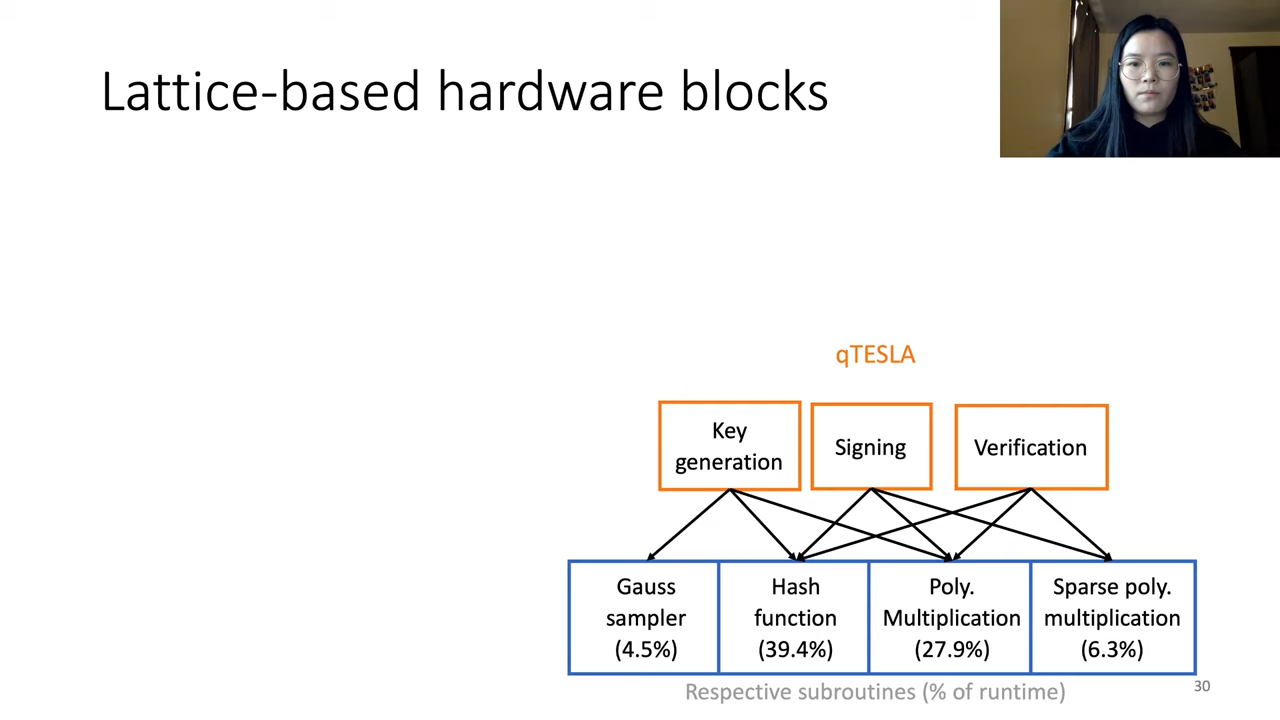 Lattice-based hardware blocks
qTESLA
Key
generation
Signing
Verification
Gauss
sampler
(4.5%)
Hash
function
(39.4%)
Poly.
Multiplication
(27.9%)
Sparse poly.
multiplication
(6.3%)
Respective subroutines (% of runtime)
30